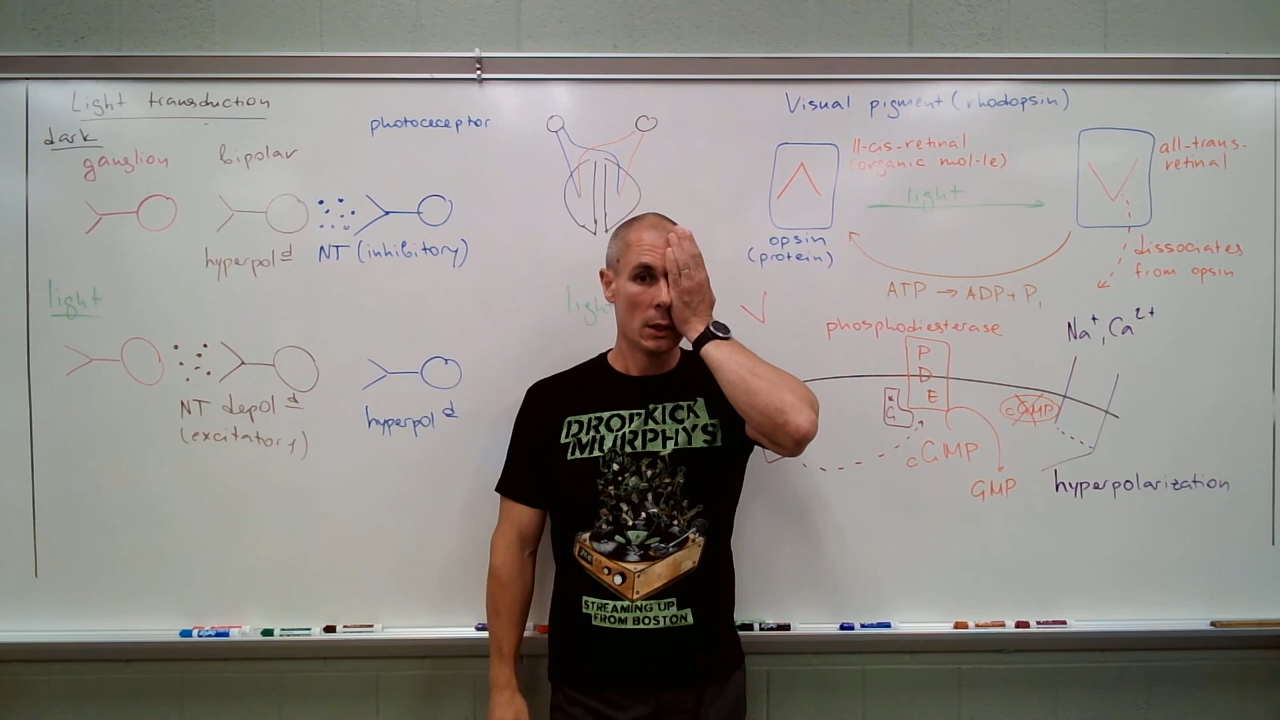 Light transduction
dark
ganglion
bipolar
photoceceptor
hyperpol d
NT (inhibitory)
light
NT depol d
(excitatory)
hyperpol d
Visual pigment (rhodopsin)
11-cis-retinal
(organic mol-le)
light
all-trans-
retinal
opsin
(protein)
dissociates
from opsin
ATP → ADP + Pi
light
phosphodiesterase
Na+, Ca2+
P
D
E
G
cGMP
cGMP
GMP
hyperpolarization
DROPKICK
MURPHYS
STREAMING UP
FROM BOSTON